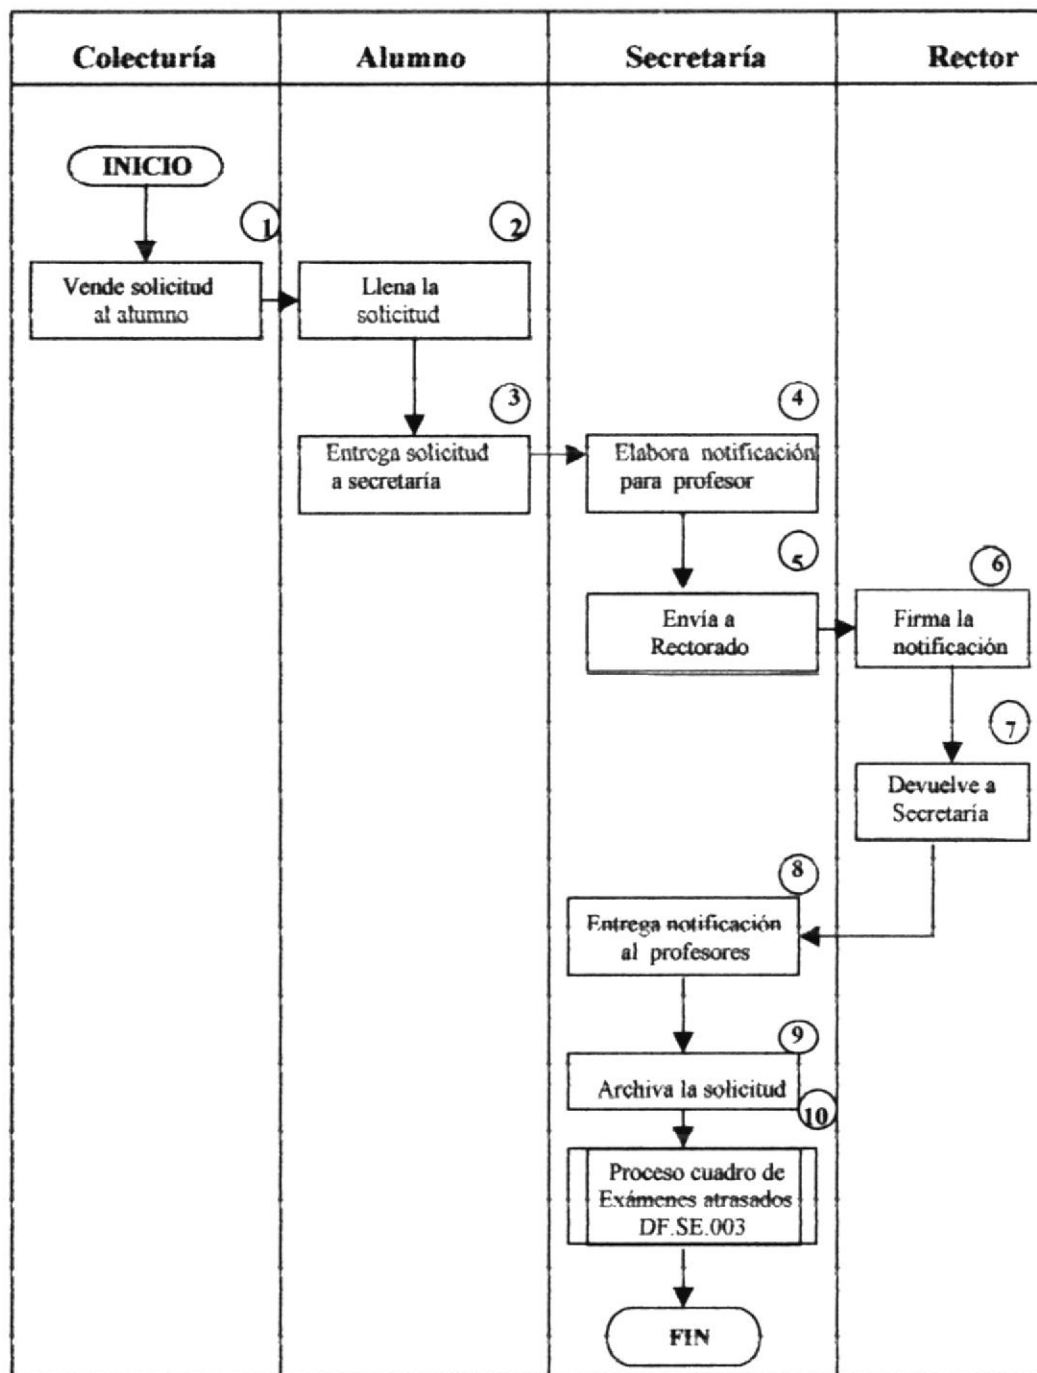 Colecturía
Alumno
Secretaría
Rector
INICIO
1
2
Vende solicitud
al alumno
Llena la
solicitud
3
4
Entrega solicitud
a secretaría
Elabora notificación
para profesor
5
6
Envía a
Rectorado
Firma la
notificación
7
Devuelve a
Secretaría
8
Entrega notificación
al profesores
9
Archiva la solicitud
10
Proceso cuadro de
Exámenes atrasados
DF.SE.003
FIN